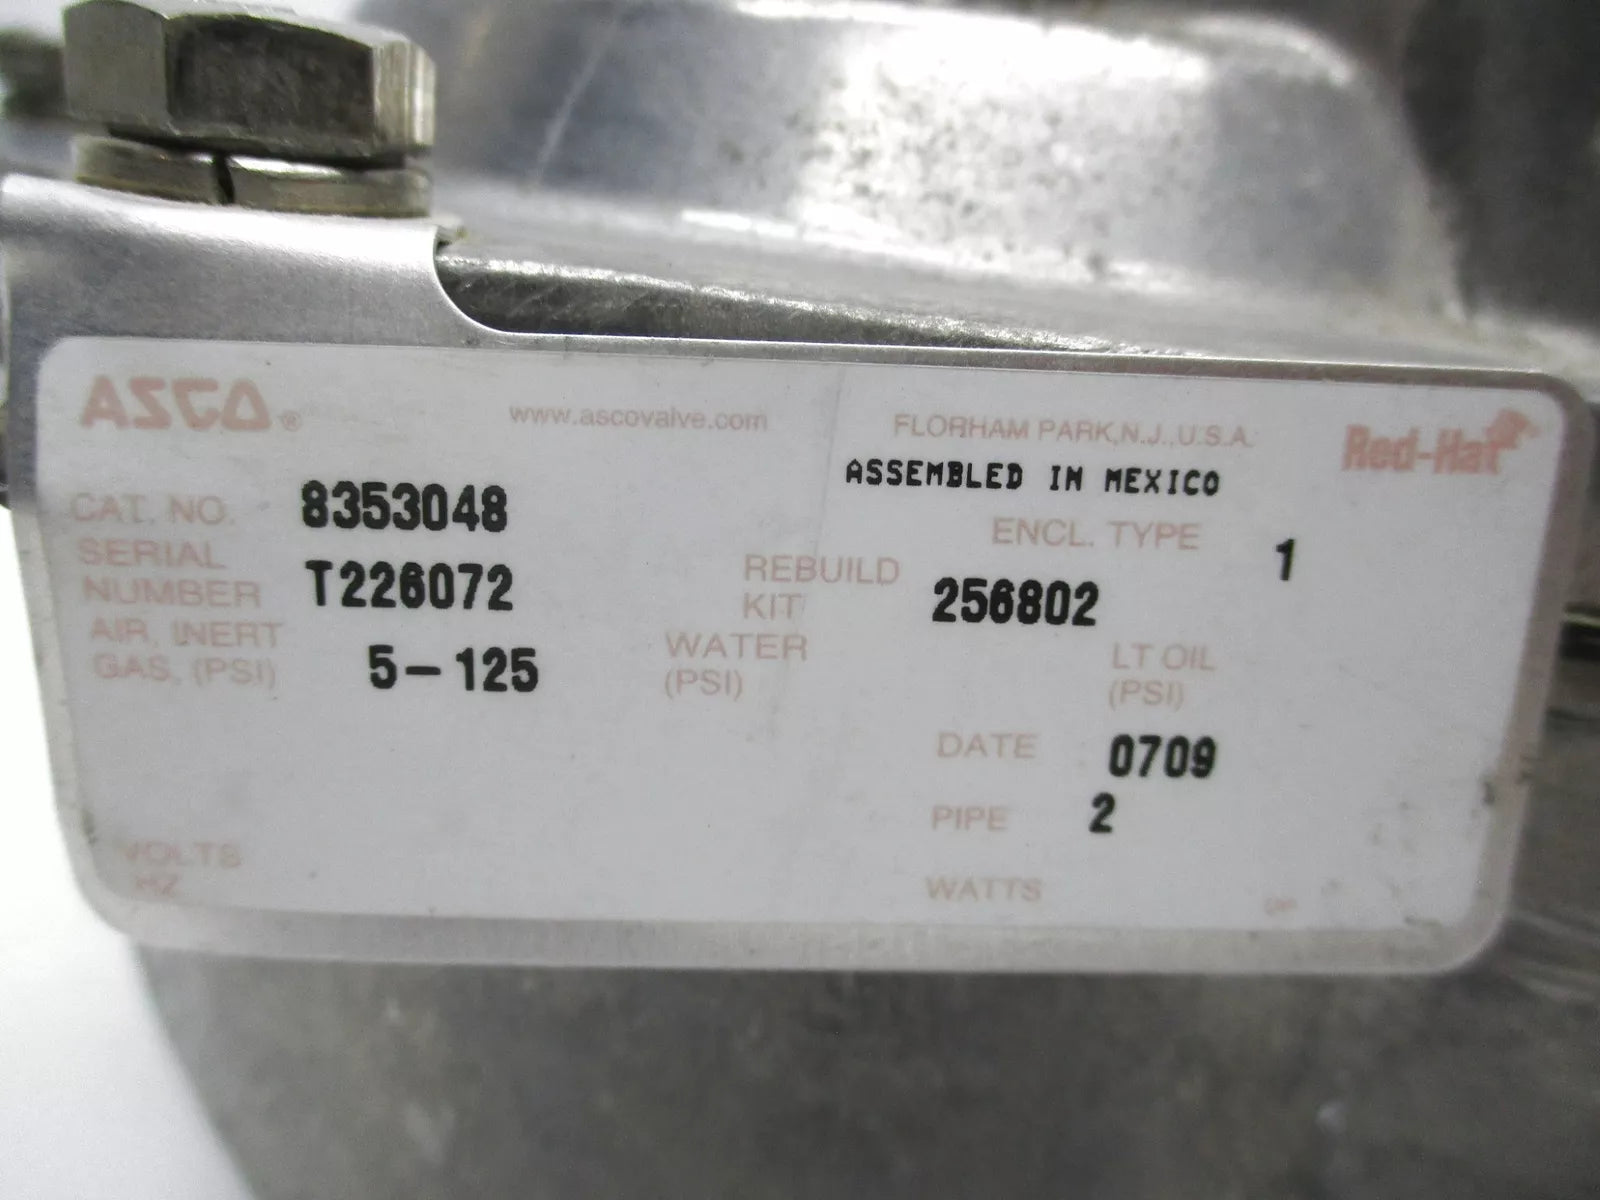 ASCO® www.ascovalve.com FLORHAM PARK, N.J., U.S.A. Red-Hat
ASSEMBLED IN MEXICO
CAT. NO. 8353048 ENCL. TYPE 1
SERIAL NUMBER T226072 REBUILD KIT 256802
AIR, INERT GAS, (PSI) 5-125 WATER (PSI) LT OIL (PSI)
DATE 0709
PIPE 2
VOLTS WATTS
HZ